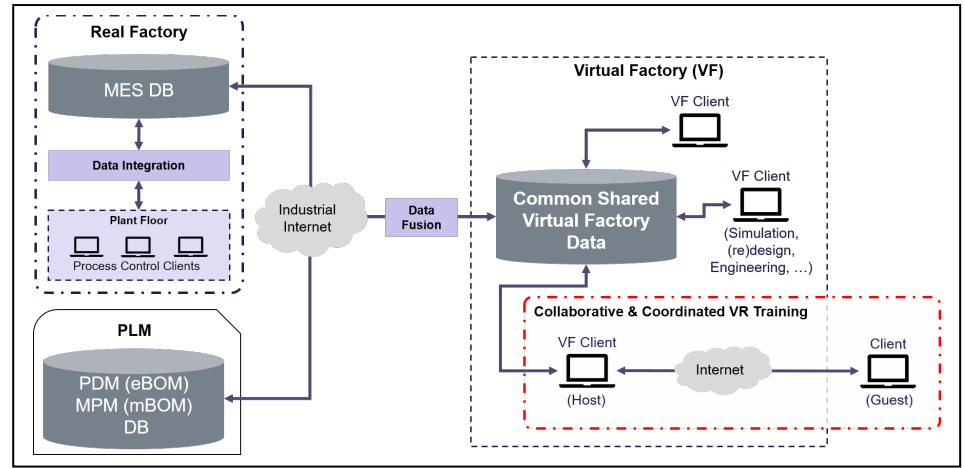 Real Factory
MES DB
Data Integration
Plant Floor
Process Control Clients
PLM
PDM (eBOM)
MPM (mBOM)
DB
Industrial
Internet
Data
Fusion
Virtual Factory (VF)
VF Client
Common Shared
Virtual Factory
Data
VF Client
(Simulation,
(re)design,
Engineering, …)
Collaborative & Coordinated VR Training
VF Client
(Host)
Internet
Client
(Guest)